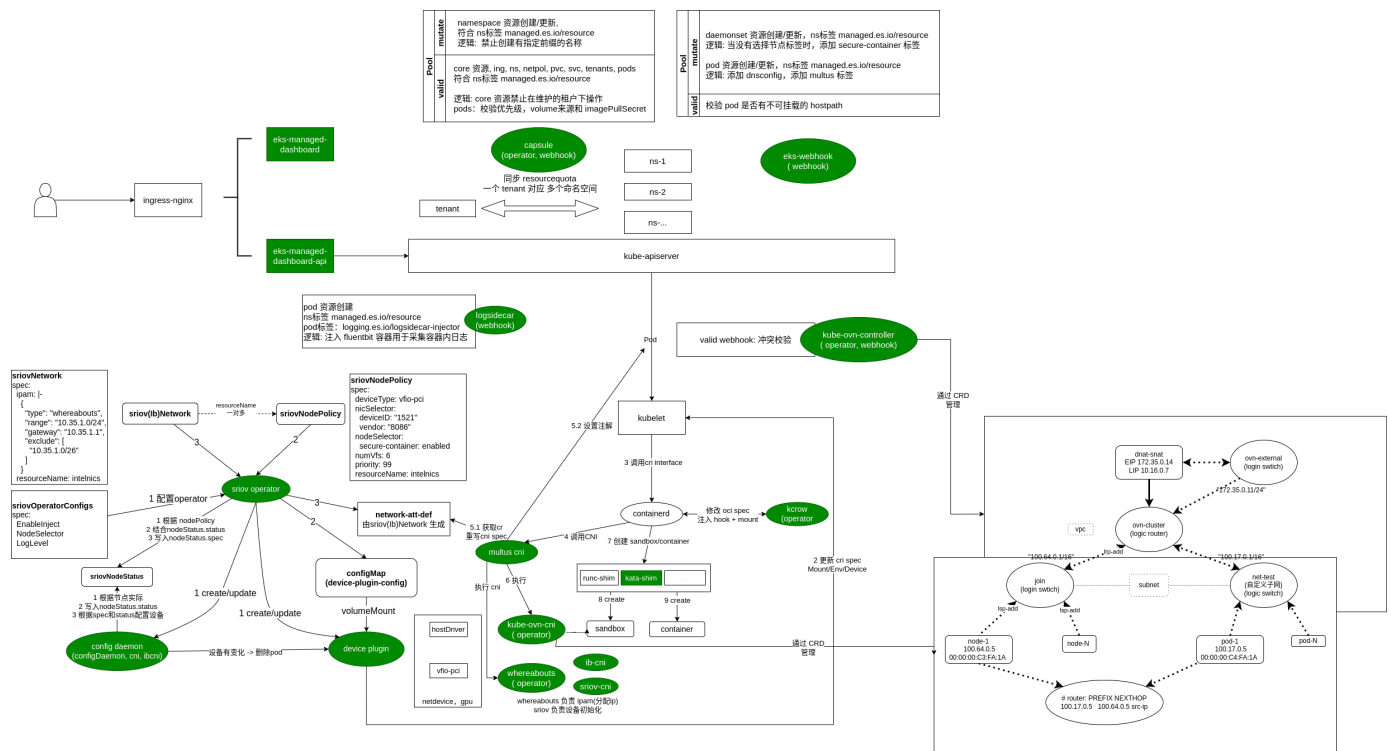 Pool
mutate
namespace 资源创建/更新,
符合 ns标签 managed.es.io/resource
逻辑: 禁止创建有指定前缀的名称
valid
core 资源, ing, ns, netpol, pvc, svc, tenants, pods
符合 ns标签 managed.es.io/resource
逻辑: core 资源禁止在维护的租户下操作
pods：校验优先级，volume来源和 imagePullSecret
Pool
mutate
daemonset 资源创建/更新，ns标签 managed.es.io/resource
逻辑: 当没有选择节点标签时，添加 secure-container 标签
pod 资源创建/更新，ns标签 managed.es.io/resource
逻辑: 添加 dnsconfig，添加 multus 标签
valid
校验 pod 是否有不可挂载的 hostpath
eks-managed-
dashboard
capsule
(operator, webhook)
ns-1
eks-webhook
( webhook)
同步 resourcequota
一个 tenant 对应 多个命名空间
ns-2
ingress-nginx
tenant
ns-...
eks-managed-
dashboard-api
kube-apiserver
pod 资源创建
ns标签 managed.es.io/resource
pod标签：logging.es.io/logsidecar-injector
逻辑: 注入 fluentbit 容器用于采集容器内日志
logsidecar
(webhook)
Pod
valid webhook: 冲突校验
kube-ovn-controller
( operator, webhook)
通过 CRD
管理
sriovNetwork
spec:
ipam: |-
{
"type": "whereabouts",
"range": "10.35.1.0/24",
"gateway": "10.35.1.1",
"exclude": [
"10.35.1.0/26"
]
}
resourceName: intelnics
sriov(Ib)Network
resourceName
一对多
sriovNodePolicy
sriovNodePolicy
spec:
deviceType: vfio-pci
nicSelector:
deviceID: "1521"
vendor: "8086"
nodeSelector:
secure-container: enabled
numVfs: 6
priority: 99
resourceName: intelnics
3
2
5.2 设置注解
kubelet
3 调用cri interface
sriov operator
sriovOperatorConfigs
spec:
EnableInject
NodeSelector
LogLevel
1 配置operator
1 根据 nodePolicy
2 结合nodeStatus.status
3 写入nodeStatus.spec
3
2
network-att-def
由sriov(Ib)Network 生成
5.1 获取cr
重写cni spec
containerd
修改 oci spec
注入 hook + mount
kcrow
(operator
4 调用CNI
7 创建 sandbox/container
multus cni
2 更新 cri spec
Mount/Env/Device
执行 cni
6 执行
runc-shim
kata-shim
8 create
9 create
sandbox
container
sriovNodeStatus
1 根据节点实际
2 写入nodeStatus.status
3 根据spec和status配置设备
1 create/update
1 create/update
configMap
(device-plugin-config)
volumeMount
config daemon
(configDaemon, cni, ibcni)
设备有变化 -> 删除pod
device plugin
hostDriver
vfio-pci
netdevice，gpu
kube-ovn-cni
( operator)
通过 CRD
管理
whereabouts
( operator)
ib-cni
sriov-cni
whereabouts 负责 ipam(分配ip)
sriov 负责设备初始化
dnat-snat
EIP 172.35.0.14
LIP 10.16.0.7
ovn-external
(login swtich)
"172.35.0.11/24"
vpc
ovn-cluster
(logic router)
"100.64.0.1/16"
lrp-add
"100.17.0.1/16"
join
(login swtich)
subnet
net-test
(自定义子网)
(logic switch)
lsp-add
lsp-add
node-1
100.64.0.5
00:00:00:C3:FA:1A
node-N
pod-1
100.17.0.5
00:00:00:C4:FA:1A
pod-N
# router: PREFIX NEXTHOP
100.17.0.5 100.64.0.5 src-ip